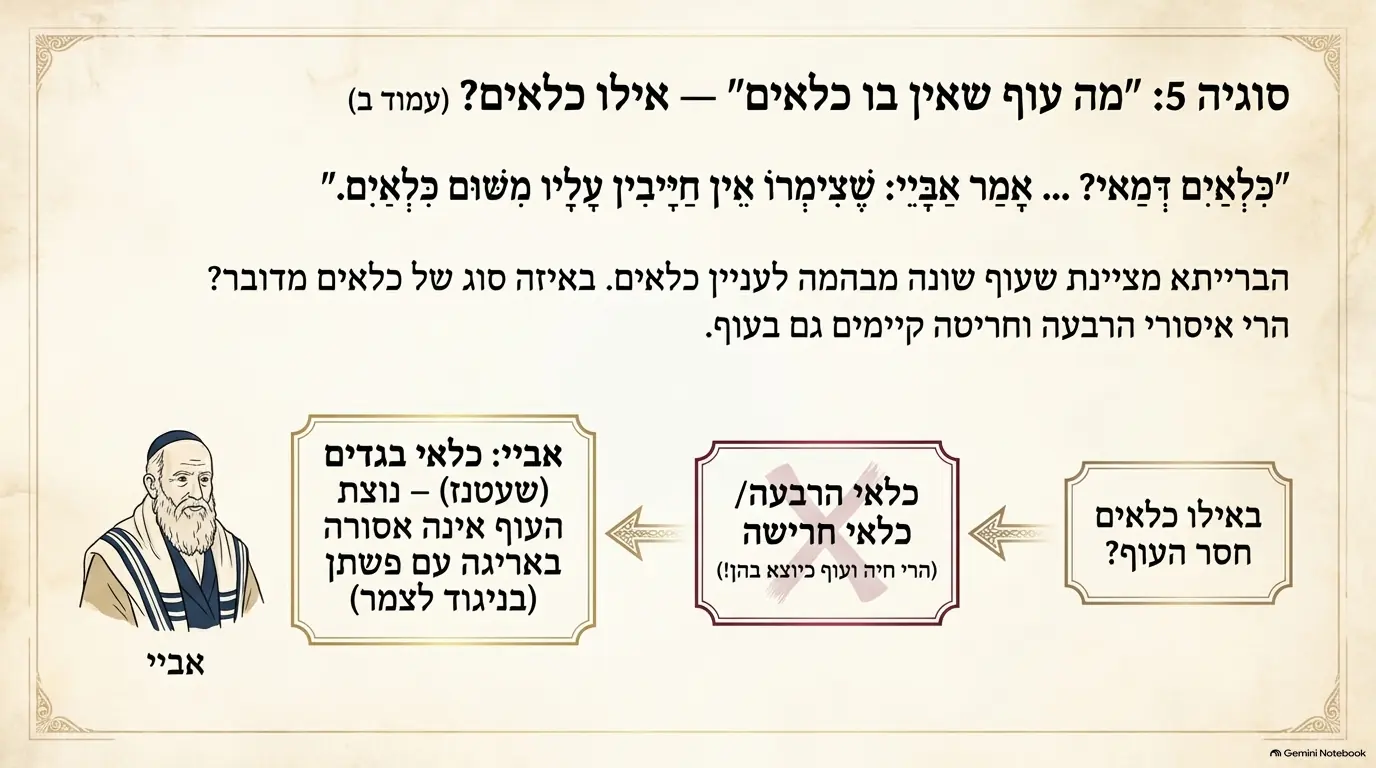 סוגיה 5: "מה עוף שאין בו כלאים" — אילו כלאים? (עמוד ב)
"כִּלְאַיִם דְּמַאי? ... אָמַר אַבָּיֵי: שֶׁצִּימְרוֹ אֵין חַיָּיבִין עָלָיו מִשּׁוּם כִּלְאַיִם."
הברייתא מציינת שעוף שונה מבהמה לעניין כלאים. באיזה סוג של כלאים מדובר?
הרי איסורי הרבעה וחריטה קיימים גם בעוף.
באילו כלאים
חסר העוף?
כלאי הרבעה/
כלאי חרישה
(הרי חיה ועוף כיוצא בהן!)
אביי: כלאי בגדים
(שעטנז) – נוצת
העוף אינה אסורה
באריגה עם פשתן
(בניגוד לצמר)
אביי
Gemini Notebook